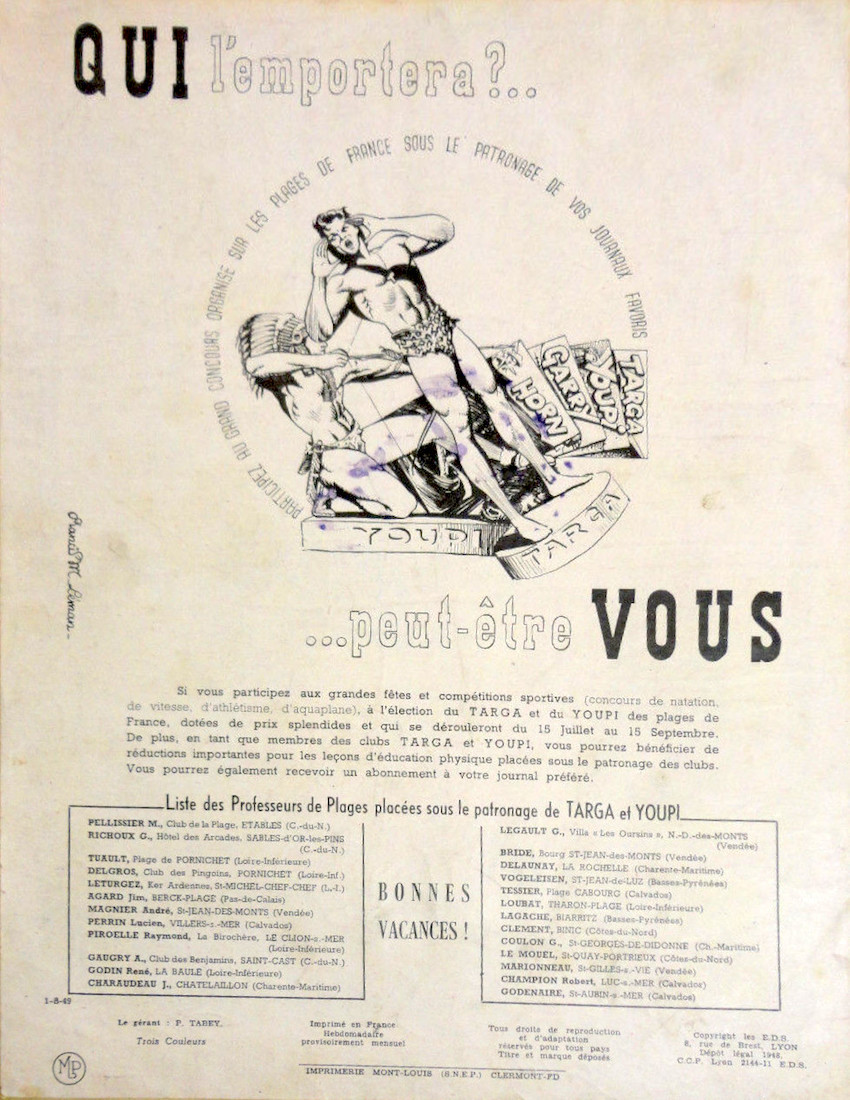 QUI l'emportera?..
PARTICIPEZ AU GRAND CONCOURS ORGANISE SUR LES PLAGES DE FRANCE SOUS LE PATRONAGE DE VOS JOURNAUX FAVORIS
HORN
GARRY
YOUPI
TARGA
YOUPI
TARGA
...peut-être VOUS
Si vous participez aux grandes fêtes et compétitions sportives (concours de natation,
de vitesse, d'athlétisme, d'aquaplane), à l'élection du TARGA et du YOUPI des plages de
France, dotées de prix splendides et qui se dérouleront du 15 Juillet au 15 Septembre.
De plus, en tant que membres des clubs TARGA et YOUPI, vous pourrez bénéficier de
réductions importantes pour les leçons d'éducation physique placées sous le patronage des clubs.
Vous pourrez également recevoir un abonnement à votre journal préféré.
Liste des Professeurs de Plages placées sous le patronage de TARGA et YOUPI
PELLISSIER M., Club de la Plage, ETABLES (C.-du-N.)
RICHOUX G., Hôtel des Arcades, SABLES-D'OR-les-PINS
(C.-du-N.)
TUAULT, Plage de PORNICHET (Loire-Inférieure)
DELGROS, Club des Pingoins, PORNICHET (Loire-Inf.)
LETURGEZ, Ker Ardennes, St-MICHEL-CHEF-CHEF (L.-I.)
AGARD Jim, BERCK-PLAGE (Pas-de-Calais)
MAGNIER André, St-JEAN-DES-MONTS (Vendée)
PERRIN Lucien, VILLERS-s.-MER (Calvados)
PIROELLE Raymond, La Birochère, LE CLION-s.-MER
(Loire-Inférieure)
GAUGRY A., Club des Benjamins, SAINT-CAST (C.-du-N.)
GODIN René, LA BAULE (Loire-Inférieure)
CHARAUDEAU J., CHATELAILLON (Charente-Maritime)
BONNES
VACANCES !
LEGAULT G., Villa « Les Oursins », N.-D.-des-MONTS
(Vendée)
BRIDE, Bourg ST-JEAN-des-MONTS (Vendée)
DELAUNAY, LA ROCHELLE (Charente-Maritime)
VOGELEISEN, ST-JEAN-de-LUZ (Basses-Pyrénées)
TESSIER, Plage CABOURG (Calvados)
LOUBAT, THARON-PLAGE (Loire-Inférieure)
LAGACHE, BIARRITZ (Basses-Pyrénées)
CLEMENT, BINIC (Côtes-du-Nord)
COULON G., St-GEORGES-DE-DIDONNE (Ch.-Maritime)
LE MOUEL, St-QUAY-PORTRIEUX (Côtes-du-Nord)
MARIONNEAU, St-GILLES-s.-VIE (Vendée)
CHAMPION Robert, LUC-s.-MER (Calvados)
GODENAIRE, St-AUBIN-s.-MER (Calvados)
1-8-49
Le gérant : P. TABEY.
Trois Couleurs
Imprimé en France
Hebdomadaire
provisoirement mensuel
Tous droits de reproduction
et d'adaptation
réservés pour tous pays
Titre et marque déposés
Copyright les E.D.S.
8, rue de Brest, LYON
Dépôt légal 1948.
C.C.P. Lyon 2144-11 E.D.S.
MP
IMPRIMERIE MONT-LOUIS (S.N.E.P.) CLERMONT-FD